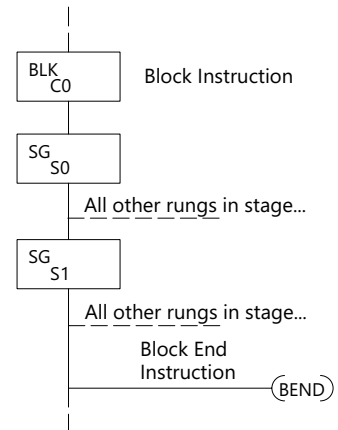 BLK
C0
Block Instruction
SG
S0
All other rungs in stage...
SG
S1
All other rungs in stage...
Block End
Instruction
BEND